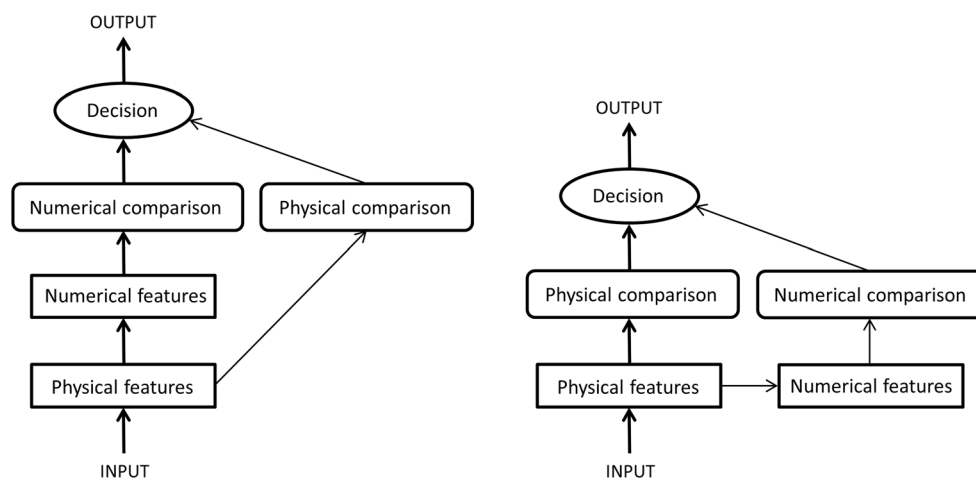 OUTPUT
Decision
Numerical comparison
Physical comparison
Numerical features
Physical features
INPUT
OUTPUT
Decision
Physical comparison
Numerical comparison
Physical features
Numerical features
INPUT